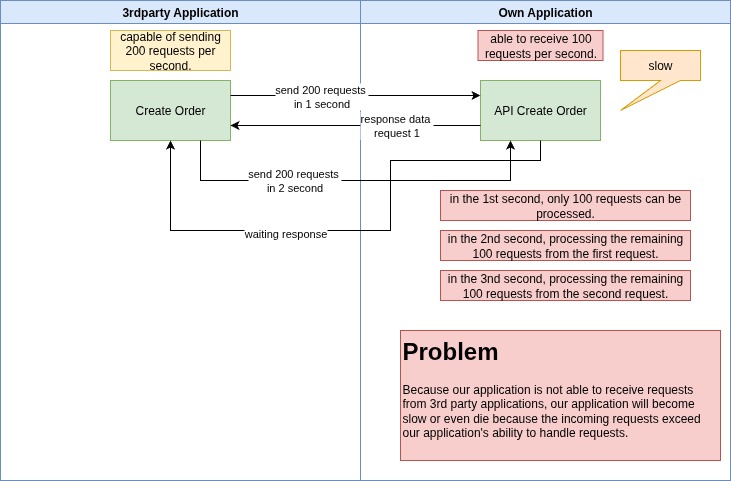 3rdparty Application
Own Application
capable of sending
200 requests per
second.
able to receive 100
requests per second.
slow
Create Order
send 200 requests
in 1 second
API Create Order
response data
request 1
send 200 requests
in 2 second
waiting response
in the 1st second, only 100 requests can be
processed.
in the 2nd second, processing the remaining
100 requests from the first request.
in the 3nd second, processing the remaining
100 requests from the second request.
Problem
Because our application is not able to receive requests
from 3rd party applications, our application will become
slow or even die because the incoming requests exceed
our application's ability to handle requests.